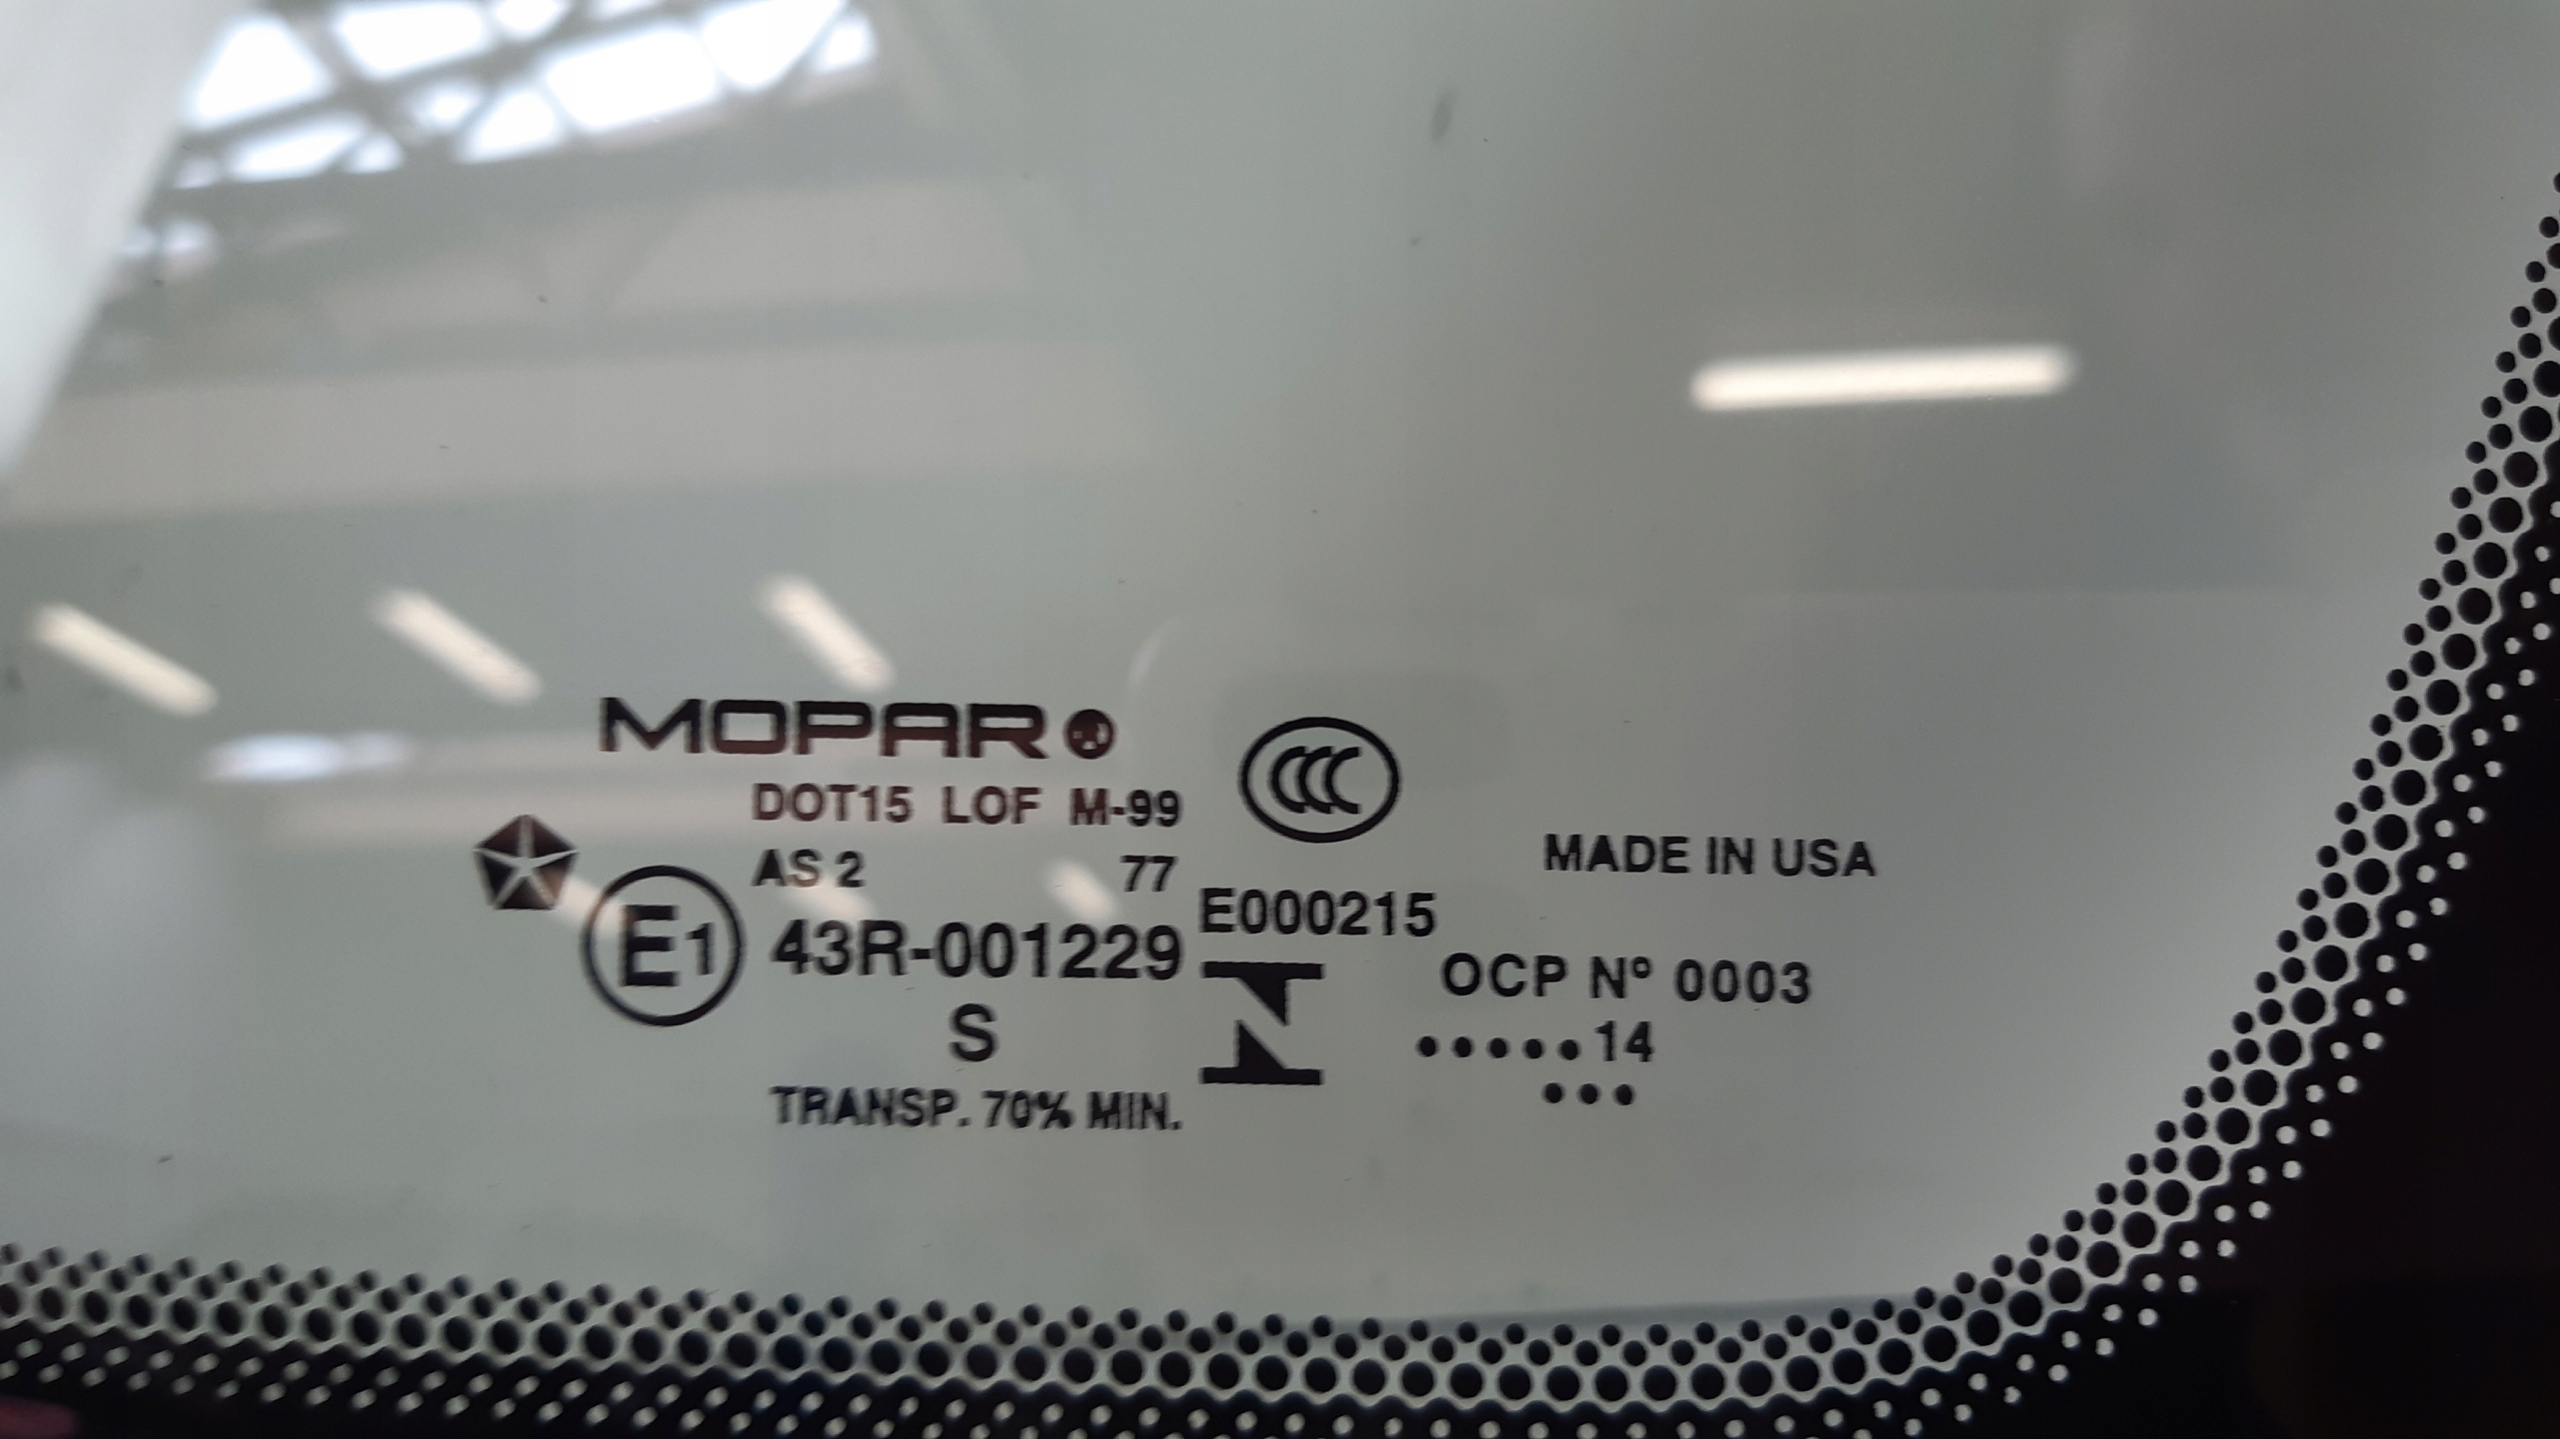 MOPAR
DOT15 LOF M-99
AS 2 77
E1 43R-001229
S
TRANSP. 70% MIN.
CCC
E000215
MADE IN USA
OCP Nº 0003
•••••14
•••